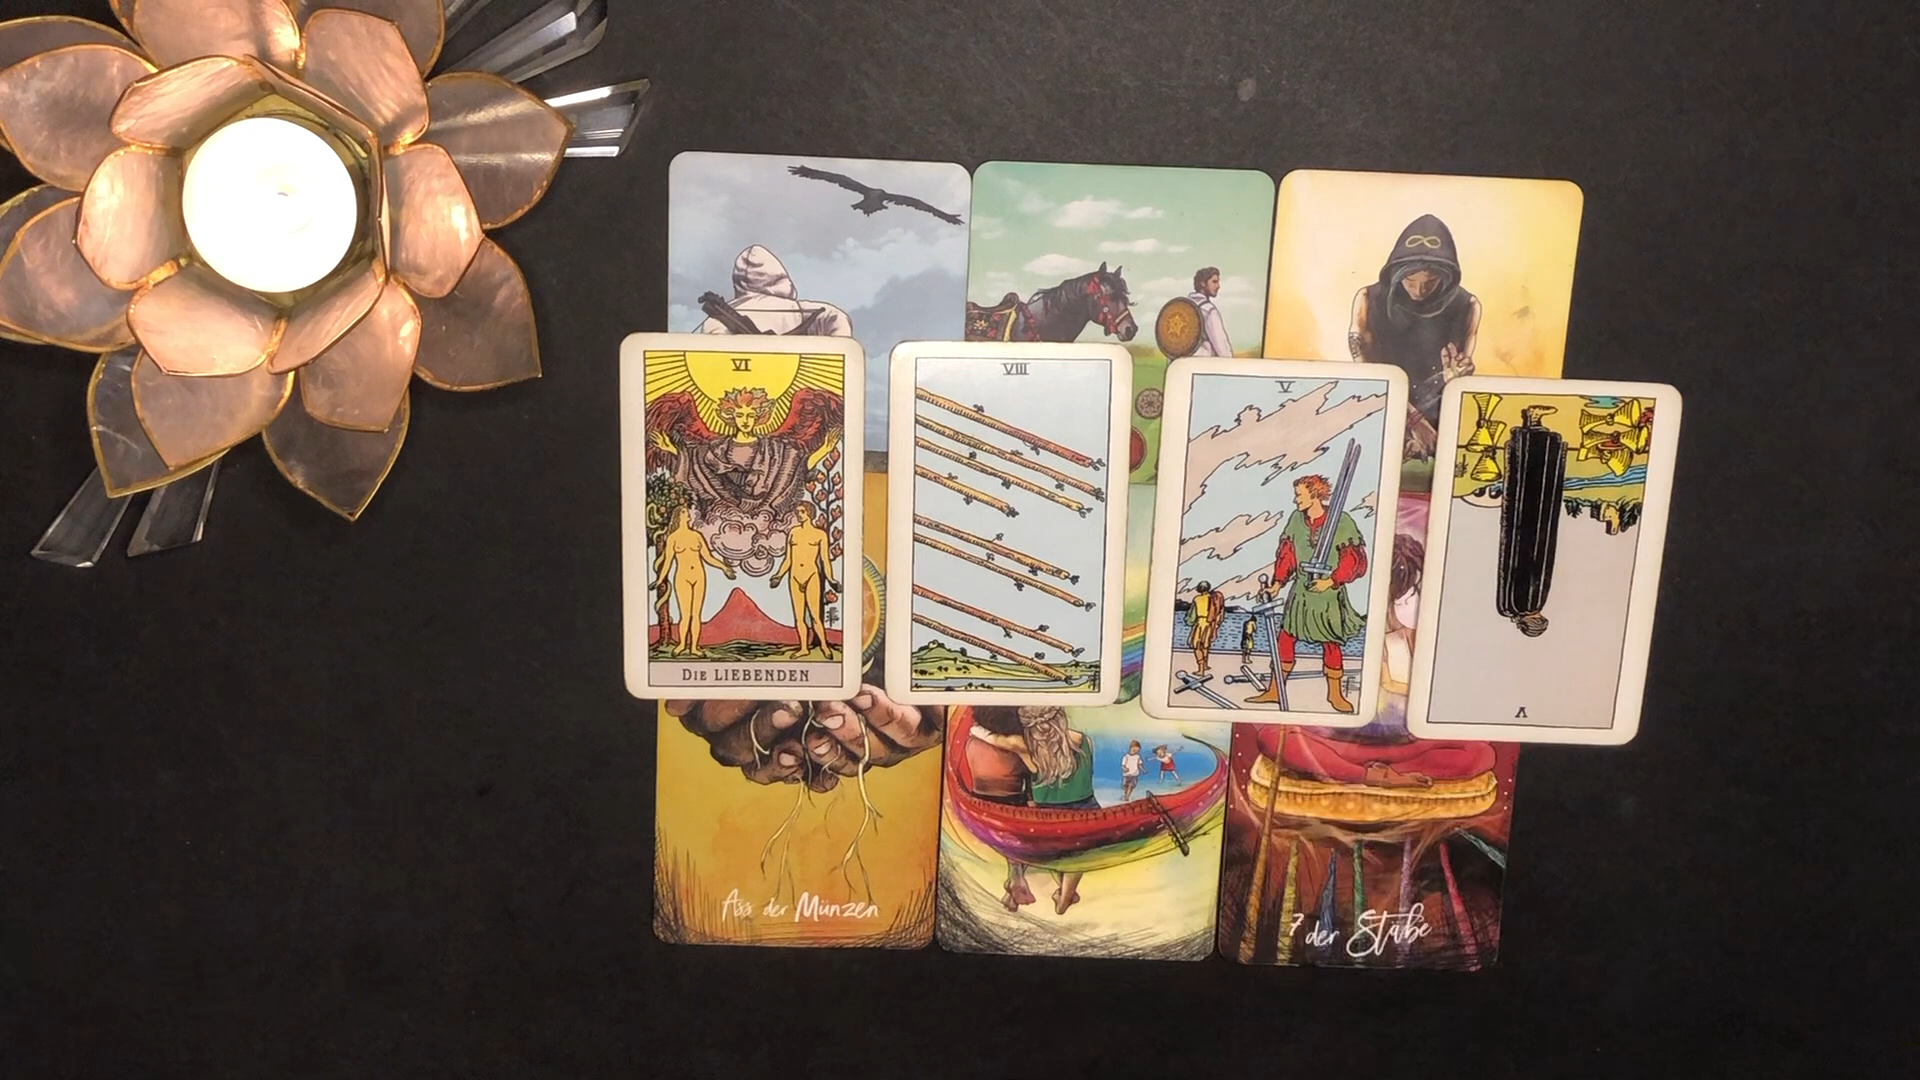 VI
VIII
V
V
Die LIEBENDEN
Ass der Münzen
7 der Stäbe